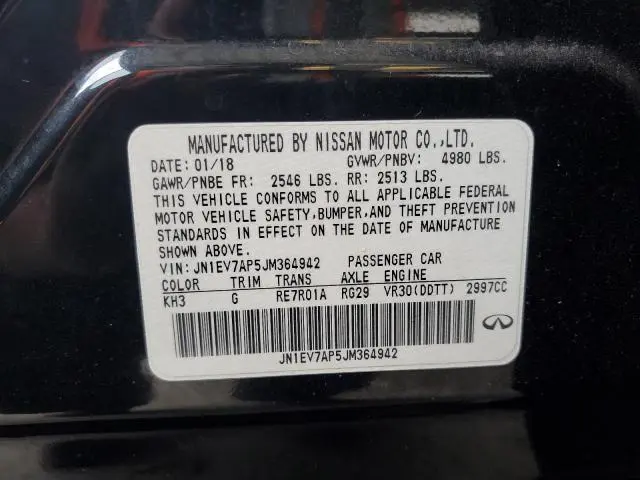 MANUFACTURED BY NISSAN MOTOR CO.,LTD.
DATE: 01/18 GVWR/PNBV: 4980 LBS.
GAWR/PNBE FR: 2546 LBS. RR: 2513 LBS.
THIS VEHICLE CONFORMS TO ALL APPLICABLE FEDERAL
MOTOR VEHICLE SAFETY,BUMPER,AND THEFT PREVENTION
STANDARDS IN EFFECT ON THE DATE OF MANUFACTURE
SHOWN ABOVE.
VIN: JN1EV7AP5JM364942 PASSENGER CAR
COLOR TRIM TRANS AXLE ENGINE
KH3 G RE7R01A RG29 VR30(DDTT) 2997CC
JN1EV7AP5JM364942